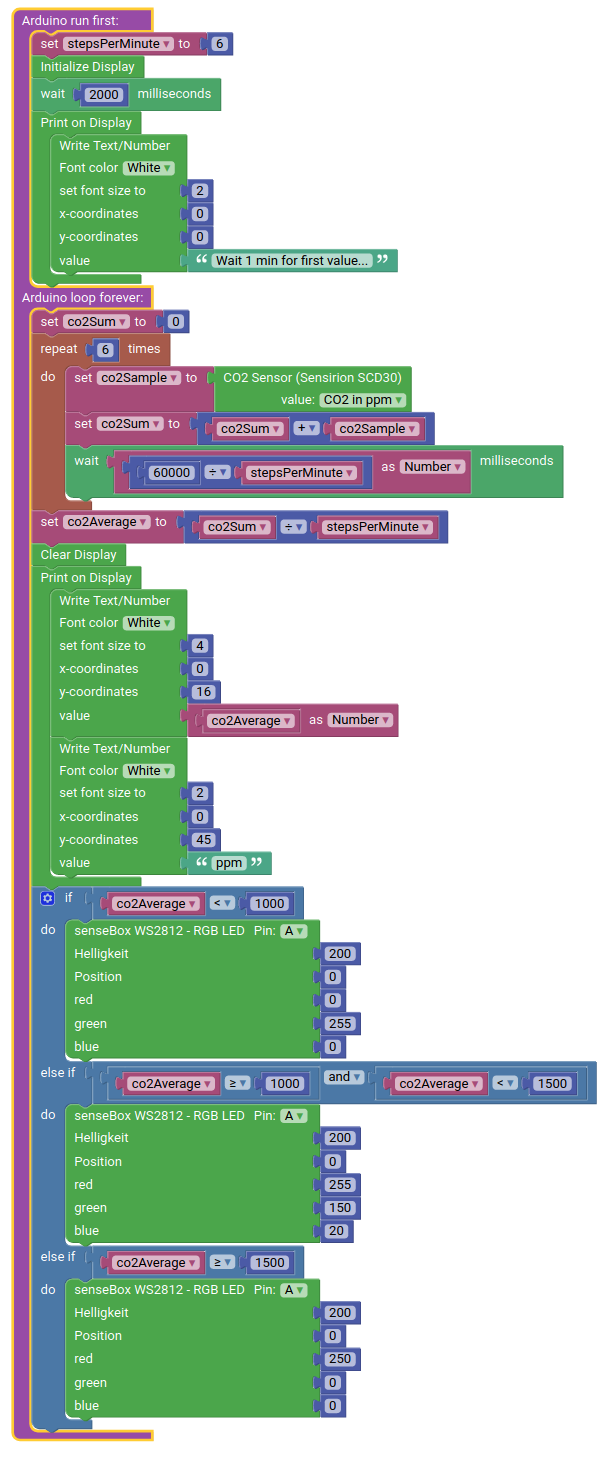 Arduino run first:
set stepsPerMinute to 6
Initialize Display
wait 2000 milliseconds
Print on Display
Write Text/Number
Font color White
set font size to 2
x-coordinates 0
y-coordinates 0
value “ Wait 1 min for first value... ”
Arduino loop forever:
set co2Sum to 0
repeat 6 times
do set co2Sample to CO2 Sensor (Sensirion SCD30)
value: CO2 in ppm
set co2Sum to co2Sum + co2Sample
wait 60000 ÷ stepsPerMinute as Number milliseconds
set co2Average to co2Sum ÷ stepsPerMinute
Clear Display
Print on Display
Write Text/Number
Font color White
set font size to 4
x-coordinates 0
y-coordinates 16
value co2Average as Number
Write Text/Number
Font color White
set font size to 2
x-coordinates 0
y-coordinates 45
value “ ppm ”
if co2Average < 1000
do senseBox WS2812 - RGB LED Pin: A
Helligkeit 200
Position 0
red 0
green 255
blue 0
else if co2Average ≥ 1000 and co2Average < 1500
do senseBox WS2812 - RGB LED Pin: A
Helligkeit 200
Position 0
red 255
green 150
blue 20
else if co2Average ≥ 1500
do senseBox WS2812 - RGB LED Pin: A
Helligkeit 200
Position 0
red 250
green 0
blue 0